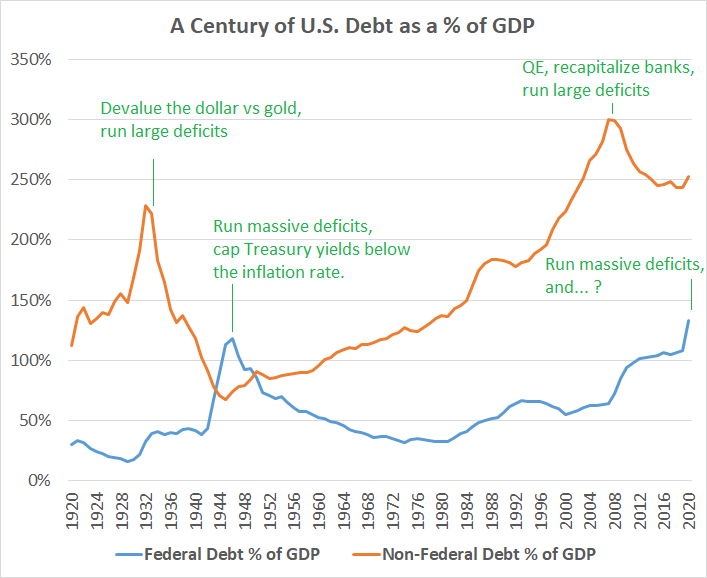 A Century of U.S. Debt as a % of GDP
350%
300%
250%
200%
150%
100%
50%
0%
QE, recapitalize banks,
run large deficits
Devalue the dollar vs gold,
run large deficits
Run massive deficits,
cap Treasury yields below
the inflation rate.
Run massive deficits,
and... ?
1920
1924
1928
1932
1936
1940
1944
1948
1952
1956
1960
1964
1968
1972
1976
1980
1984
1988
1992
1996
2000
2004
2008
2012
2016
2020
Federal Debt % of GDP
Non-Federal Debt % of GDP